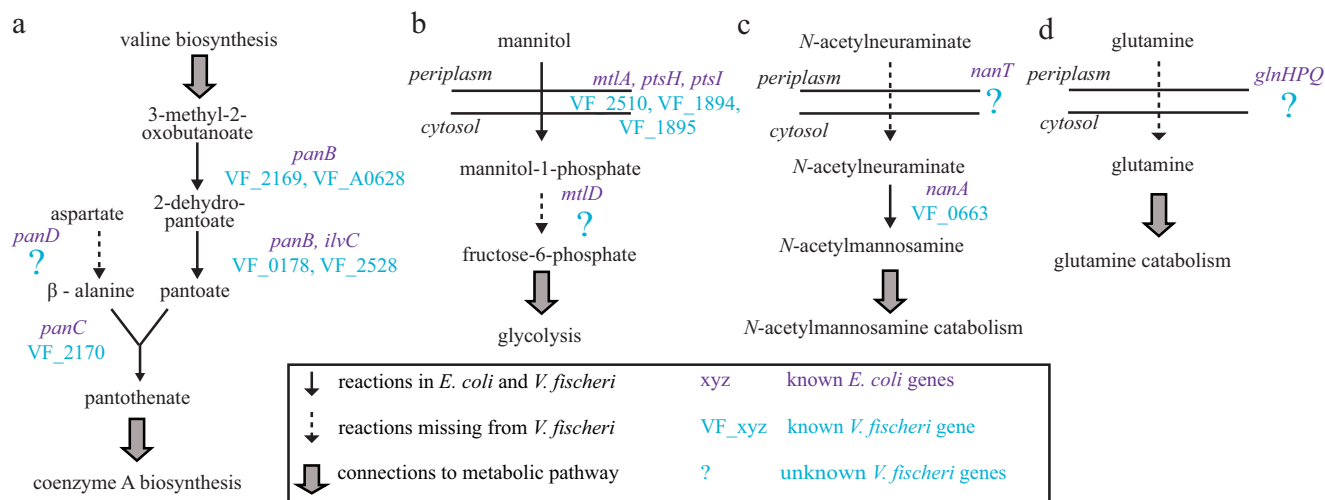 a
valine biosynthesis
3-methyl-2-
oxobutanoate
panB
VF_2169, VF_A0628
2-dehydro-
pantoate
aspartate
panD
?
panB, ilvC
VF_0178, VF_2528
β - alanine
pantoate
panC
VF_2170
pantothenate
coenzyme A biosynthesis
b
mannitol
periplasm
mtlA, ptsH, ptsI
VF_2510, VF_1894,
VF_1895
cytosol
mannitol-1-phosphate
mtlD
?
fructose-6-phosphate
glycolysis
c
N-acetylneuraminate
periplasm
nanT
?
cytosol
N-acetylneuraminate
nanA
VF_0663
N-acetylmannosamine
N-acetylmannosamine catabolism
d
glutamine
periplasm
glnHPQ
?
cytosol
glutamine
glutamine catabolism
reactions in E. coli and V. fischeri
xyz known E. coli genes
reactions missing from V. fischeri
VF_xyz known V. fischeri gene
connections to metabolic pathway
? unknown V. fischeri genes